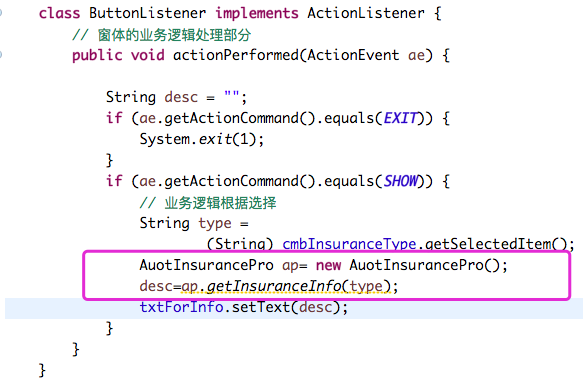 class ButtonListener implements ActionListener {
// 窗体的业务逻辑处理部分
public void actionPerformed(ActionEvent ae) {
String desc = "";
if (ae.getActionCommand().equals(EXIT)) {
System.exit(1);
}
if (ae.getActionCommand().equals(SHOW)) {
// 业务逻辑根据选择
String type =
(String) cmbInsuranceType.getSelectedItem();
AuotInsurancePro ap= new AuotInsurancePro();
desc=ap.getInsuranceInfo(type);
txtForInfo.setText(desc);
}
}
}